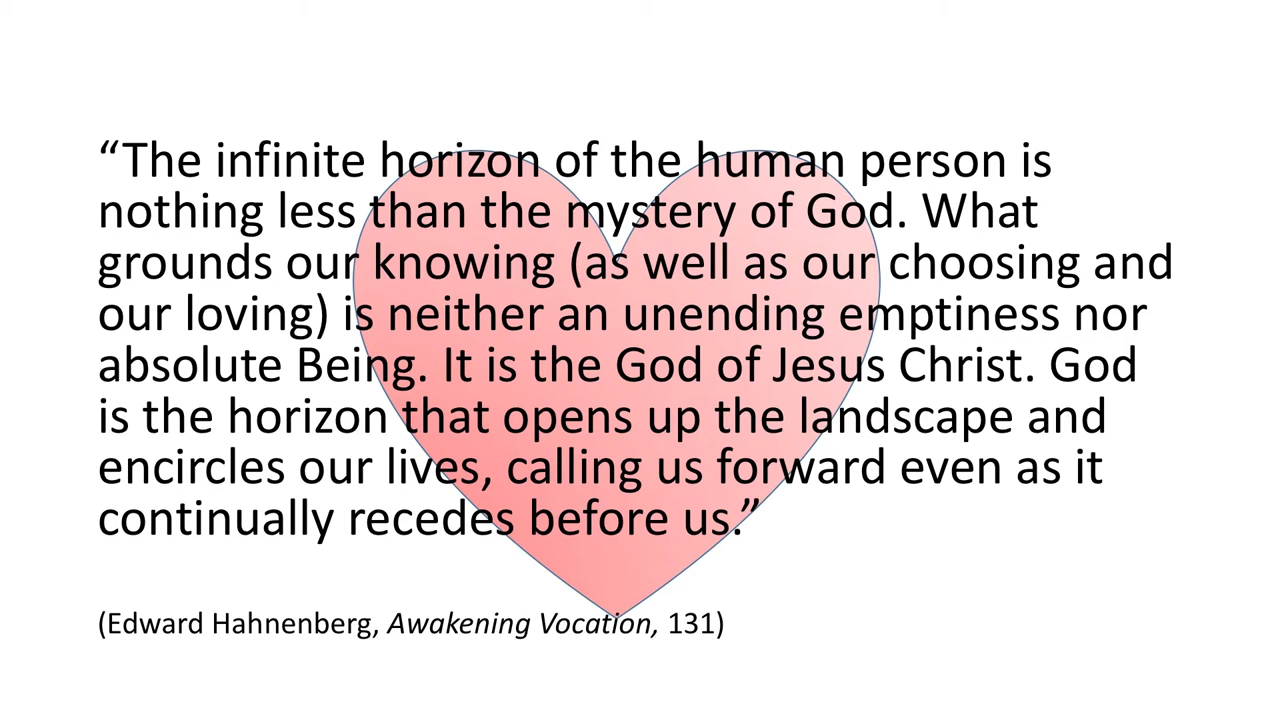 “The infinite horizon of the human person is
nothing less than the mystery of God. What
grounds our knowing (as well as our choosing and
our loving) is neither an unending emptiness nor
absolute Being. It is the God of Jesus Christ. God
is the horizon that opens up the landscape and
encircles our lives, calling us forward even as it
continually recedes before us.”
(Edward Hahnenberg, Awakening Vocation, 131)